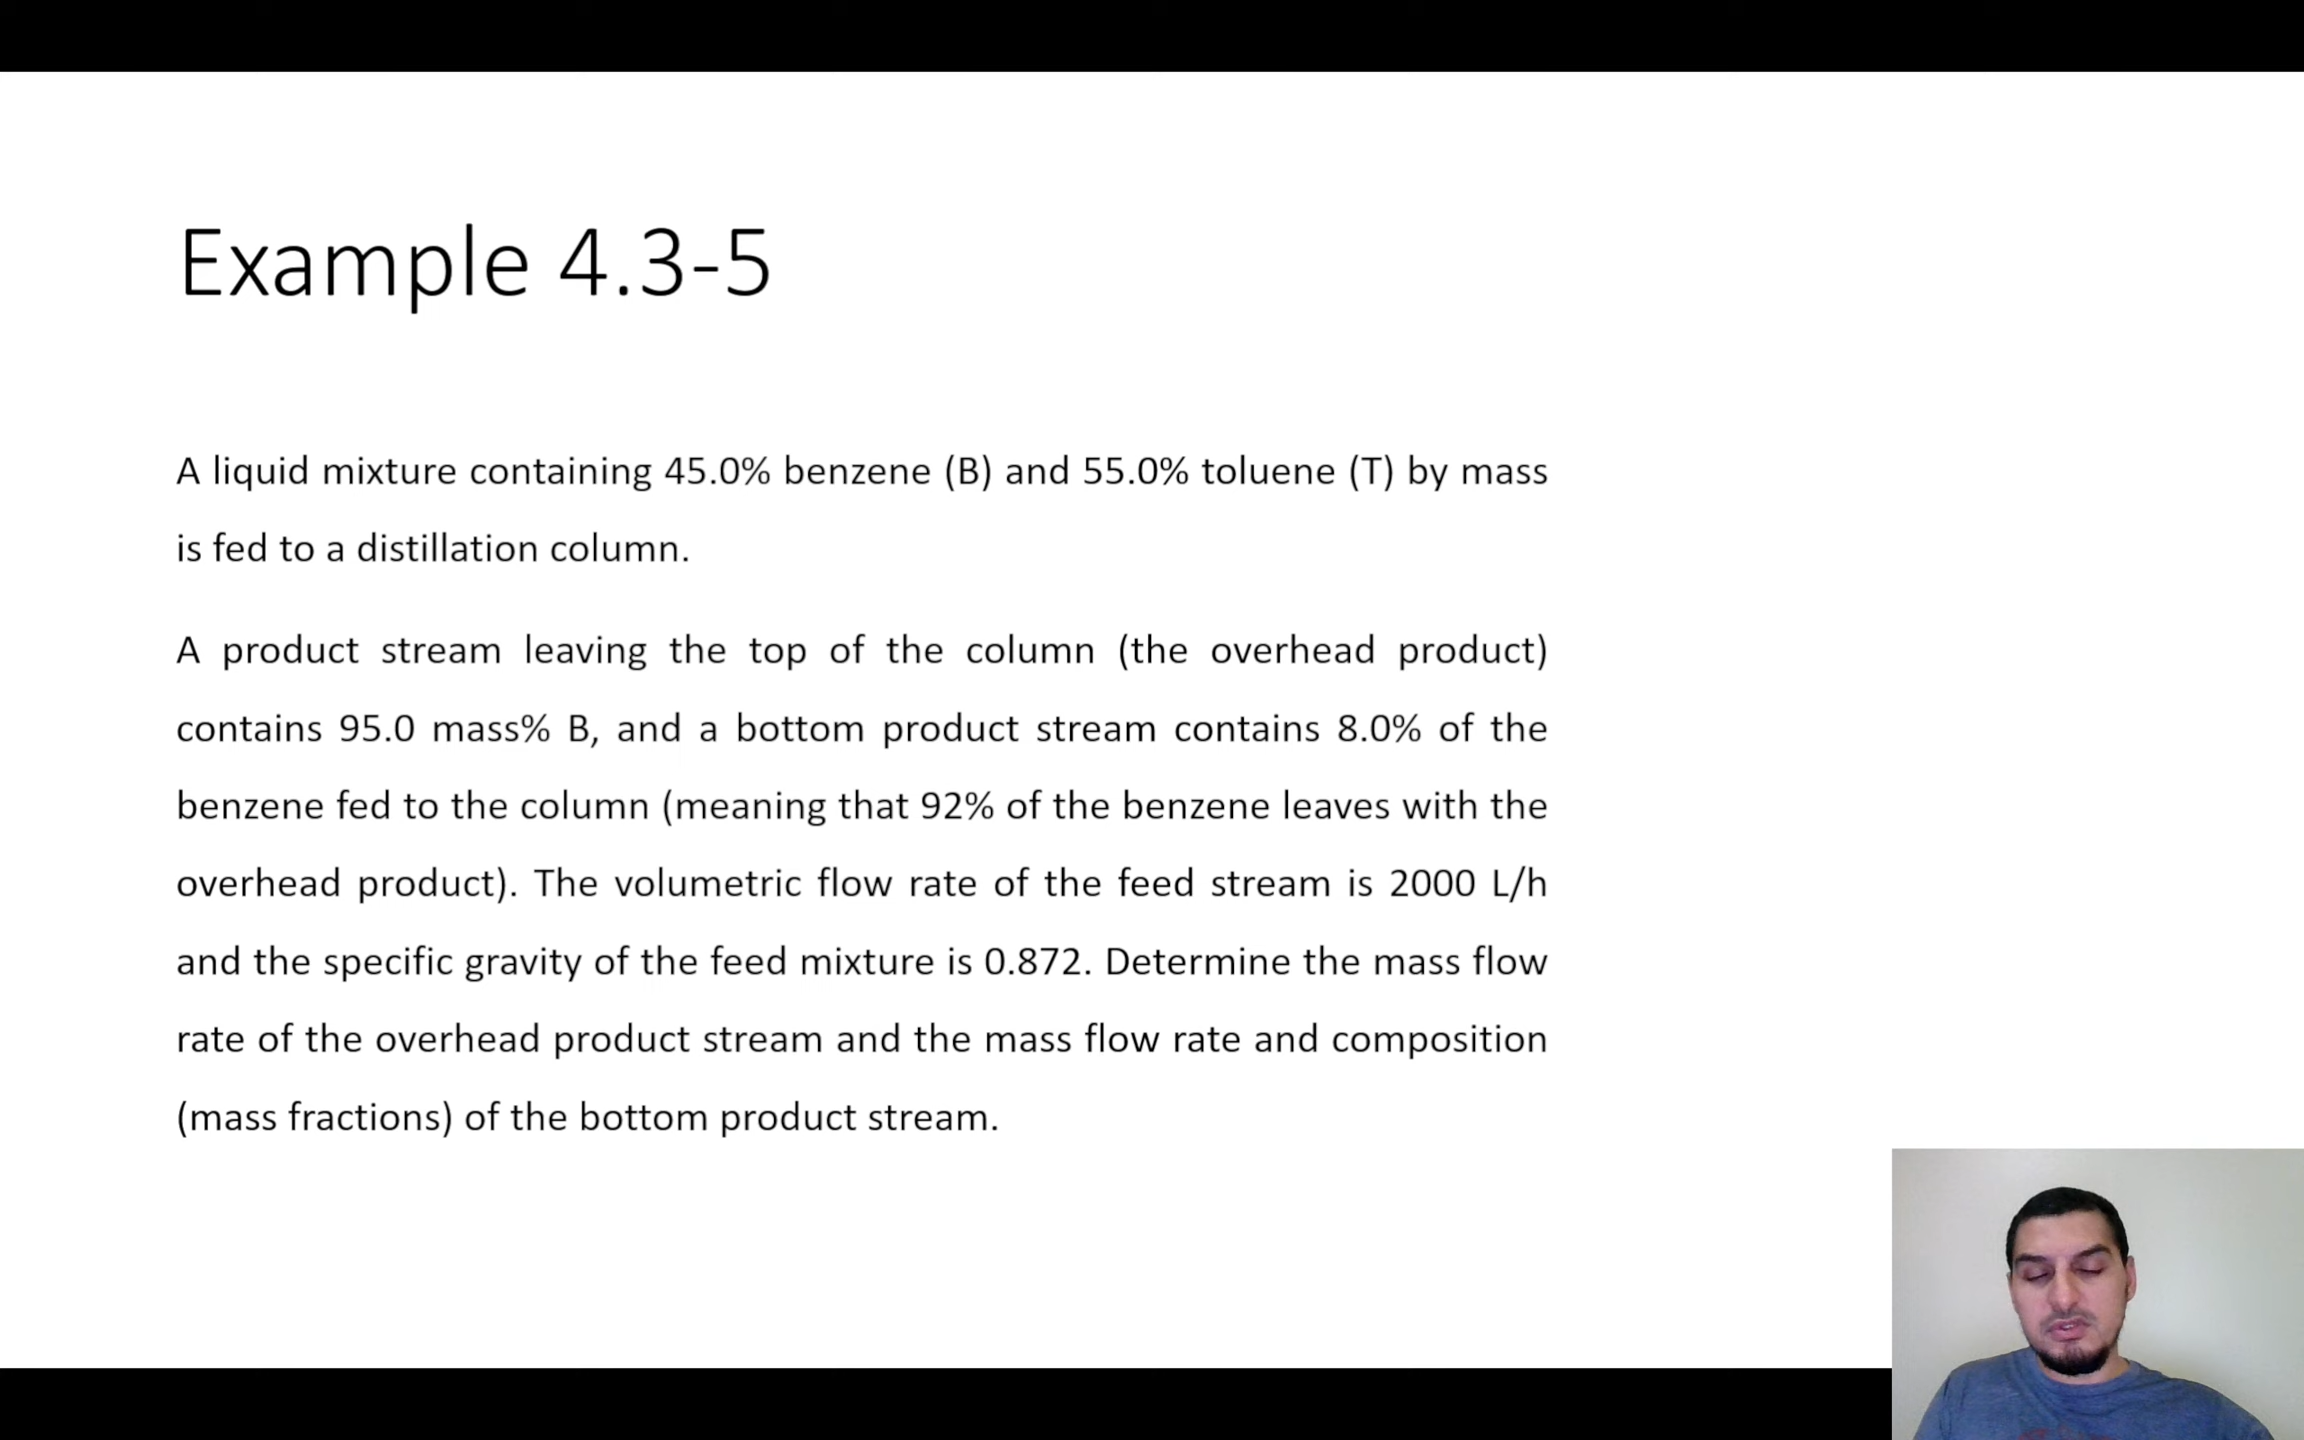 Example 4.3-5
A liquid mixture containing 45.0% benzene (B) and 55.0% toluene (T) by mass
is fed to a distillation column.
A product stream leaving the top of the column (the overhead product)
contains 95.0 mass% B, and a bottom product stream contains 8.0% of the
benzene fed to the column (meaning that 92% of the benzene leaves with the
overhead product). The volumetric flow rate of the feed stream is 2000 L/h
and the specific gravity of the feed mixture is 0.872. Determine the mass flow
rate of the overhead product stream and the mass flow rate and composition
(mass fractions) of the bottom product stream.